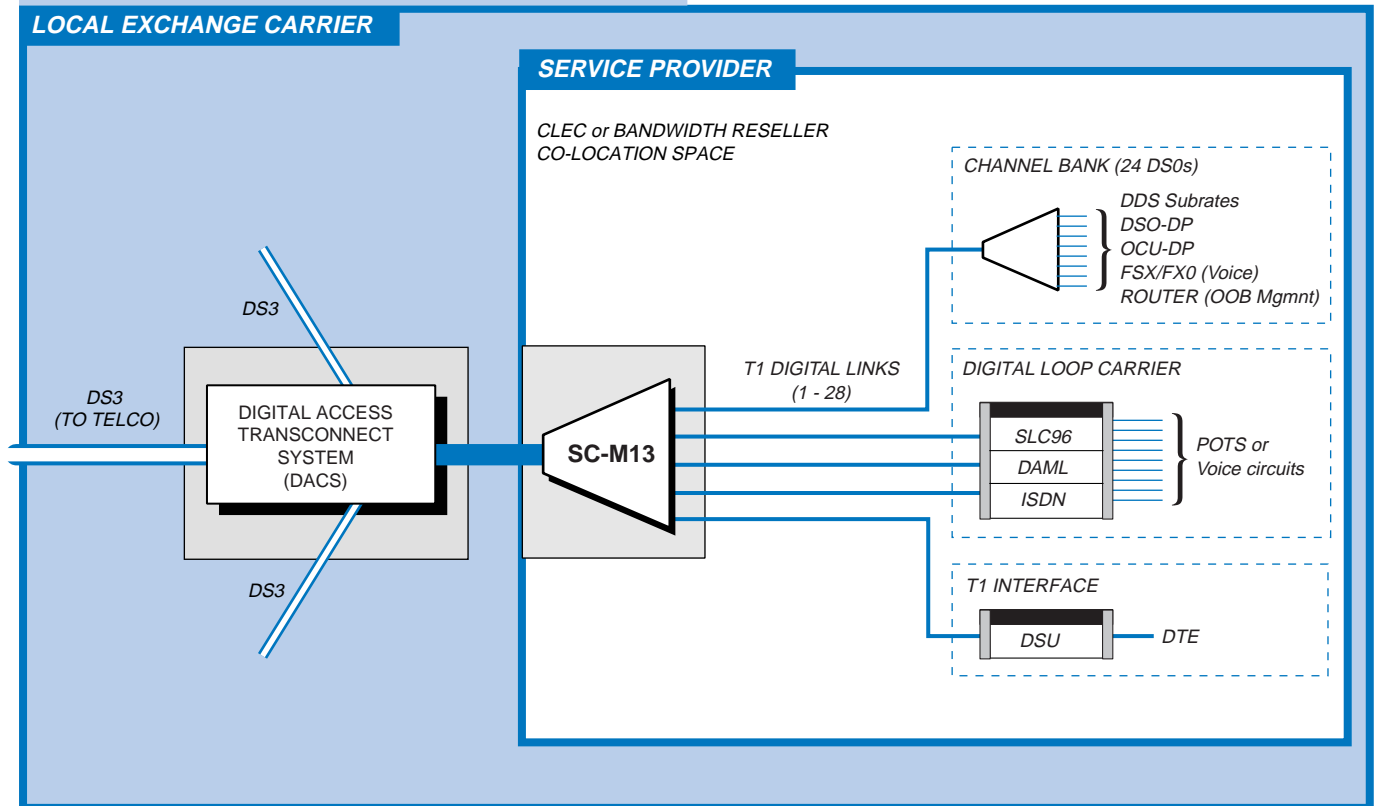 LOCAL EXCHANGE CARRIER
SERVICE PROVIDER
CLEC or BANDWIDTH RESELLER
CO-LOCATION SPACE
CHANNEL BANK (24 DS0s)
DDS Subrates
DSO-DP
OCU-DP
FSX/FX0 (Voice)
ROUTER (OOB Mgmnt)
DS3
DS3
(TO TELCO)
DIGITAL ACCESS
TRANSCONNECT
SYSTEM
(DACS)
DS3
SC-M13
T1 DIGITAL LINKS
(1 - 28)
DIGITAL LOOP CARRIER
SLC96
DAML
ISDN
POTS or
Voice circuits
T1 INTERFACE
DSU
DTE